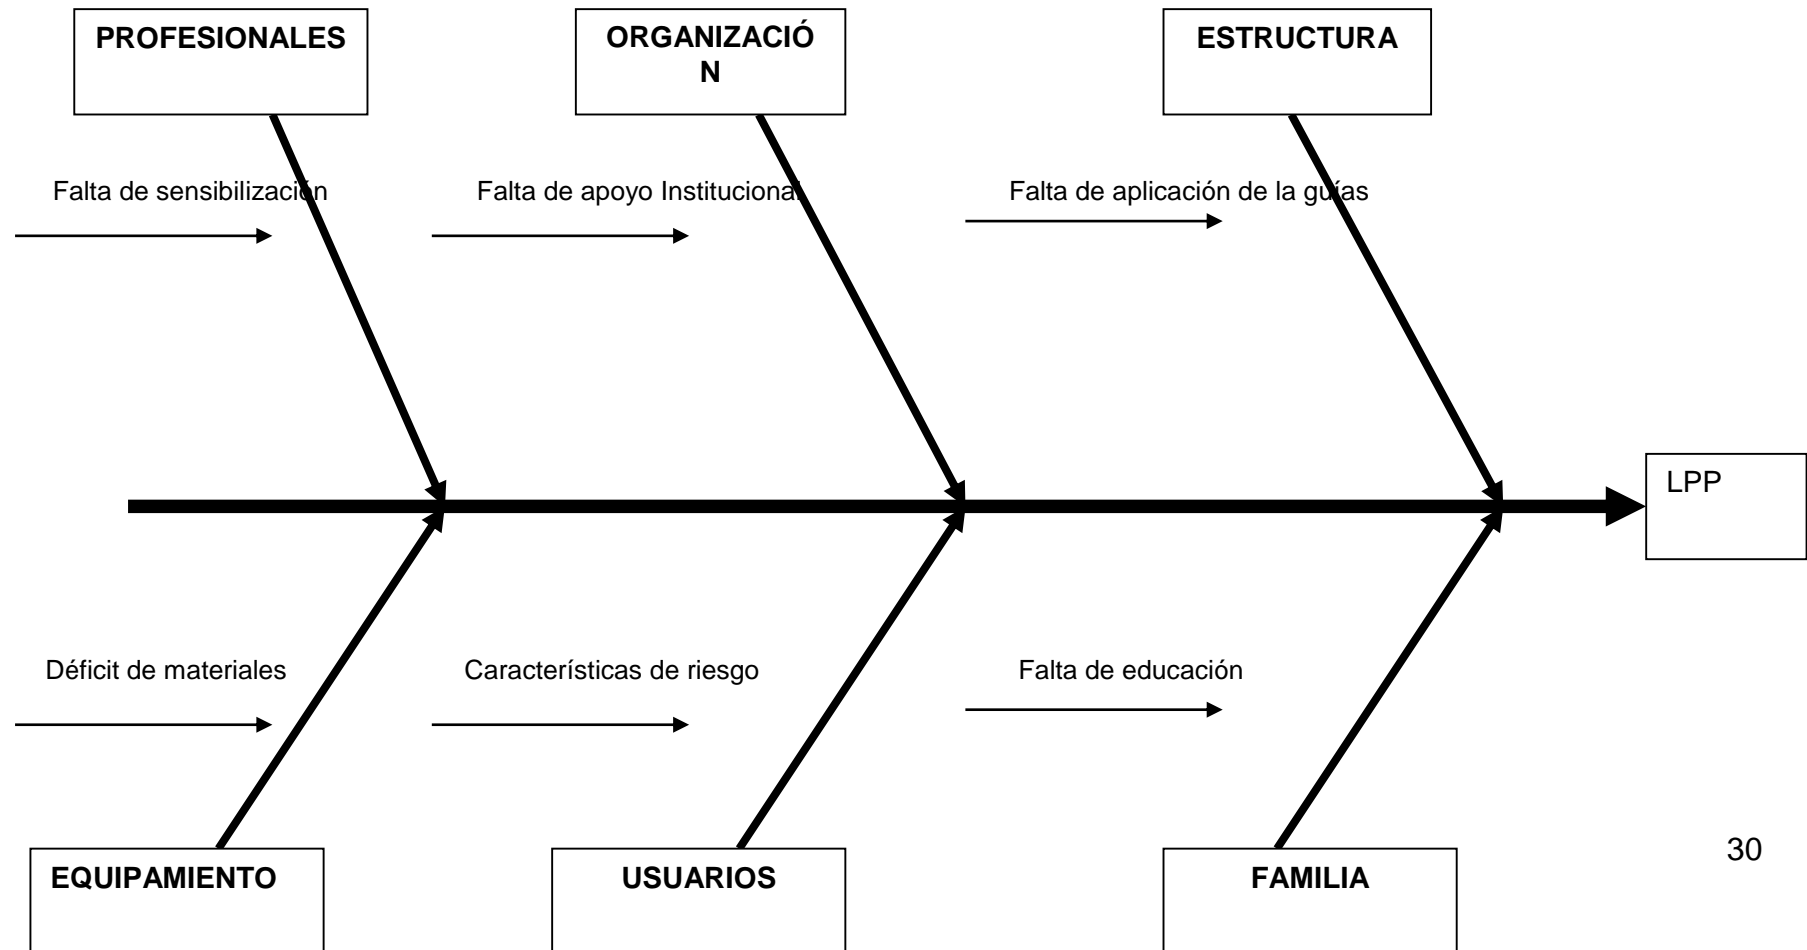 PROFESIONALES
ORGANIZACIÓ
N
ESTRUCTURA
Falta de sensibilización
Falta de apoyo Institucional
Falta de aplicación de la guías
LPP
Déficit de materiales
Características de riesgo
Falta de educación
EQUIPAMIENTO
USUARIOS
FAMILIA
30